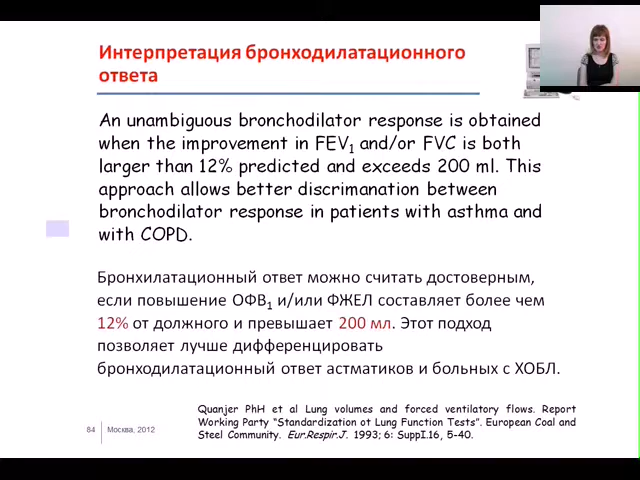 Интерпретация бронходилатационного
ответа
An unambiguous bronchodilator response is obtained
when the improvement in FEV₁ and/or FVC is both
larger than 12% predicted and exceeds 200 ml. This
approach allows better discrimanation between
bronchodilator response in patients with asthma and
with COPD.
Бронхилатационный ответ можно считать достоверным,
если повышение ОФВ₁ и/или ФЖЕЛ составляет более чем
12% от должного и превышает 200 мл. Этот подход
позволяет лучше дифференцировать
бронходилатационный ответ астматиков и больных с ХОБЛ.
Quanjer PhH et al Lung volumes and forced ventilatory flows. Report
Working Party “Standardization ot Lung Function Tests”. European Coal and
Steel Community. Eur.Respir.J. 1993; 6: Suppl.16, 5-40.
84 Москва, 2012